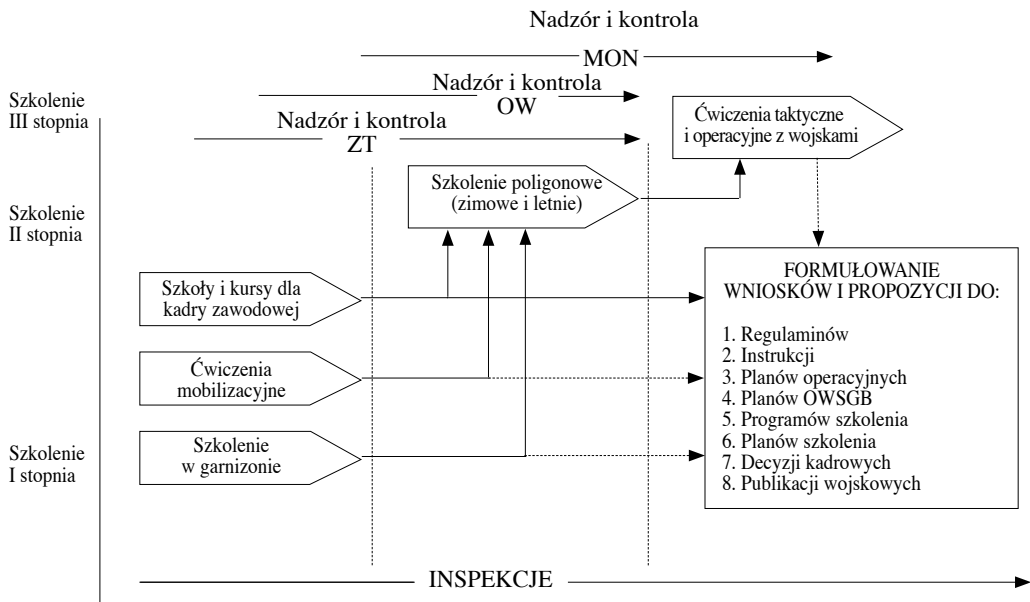 Nadzór i kontrola
MON
Nadzór i kontrola
OW
Nadzór i kontrola
ZT
Szkolenie
III stopnia
Ćwiczenia taktyczne
i operacyjne z wojskami
Szkolenie poligonowe
(zimowe i letnie)
Szkolenie
II stopnia
Szkoły i kursy dla
kadry zawodowej
Ćwiczenia
mobilizacyjne
Szkolenie
I stopnia
Szkolenie
w garnizonie
FORMUŁOWANIE
WNIOSKÓW I PROPOZYCJI DO:
1. Regulaminów
2. Instrukcji
3. Planów operacyjnych
4. Planów OWSGB
5. Programów szkolenia
6. Planów szkolenia
7. Decyzji kadrowych
8. Publikacji wojskowych
INSPEKCJE